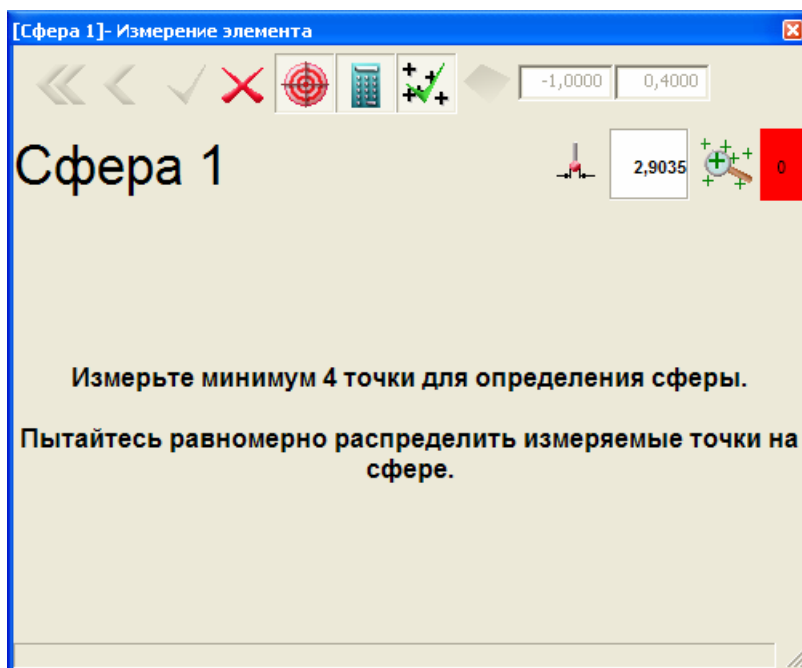 [Сфера 1]- Измерение элемента
-1,0000 0,4000
Сфера 1 2,9035 0
Измерьте минимум 4 точки для определения сферы.
Пытайтесь равномерно распределить измеряемые точки на
сфере.